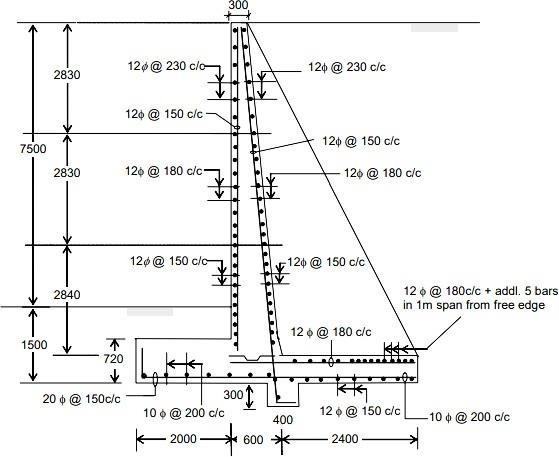 300
12ϕ @ 230 c/c
12ϕ @ 230 c/c
2830
12ϕ @ 150 c/c
12ϕ @ 150 c/c
7500
2830
12ϕ @ 180 c/c
12ϕ @ 180 c/c
12ϕ @ 150 c/c
12ϕ @ 150 c/c
2840
12 ϕ @ 180c/c + addl. 5 bars
in 1m span from free edge
1500
720
12 ϕ @ 180 c/c
20 ϕ @ 150c/c
10 ϕ @ 200 c/c
300
400
12 ϕ @ 150 c/c
10 ϕ @ 200 c/c
2000
600
2400